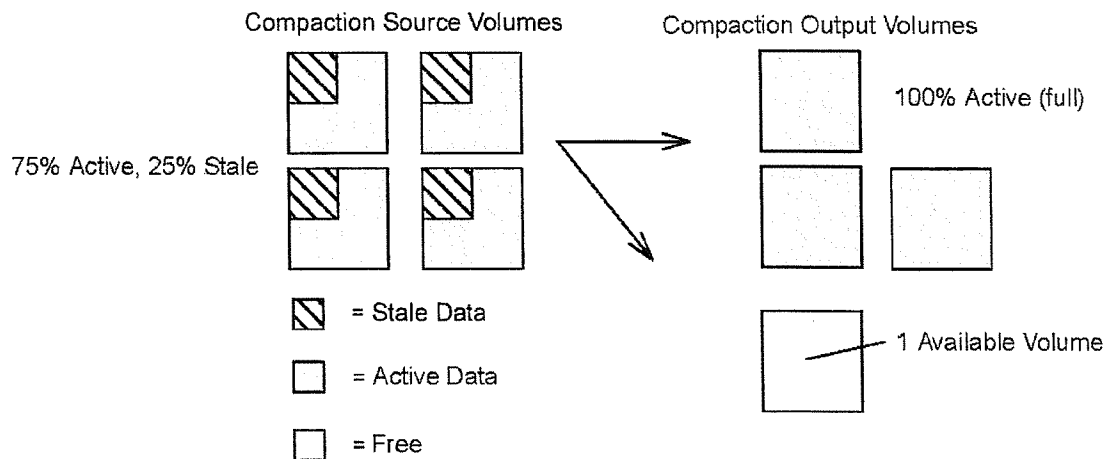 Compaction Source Volumes
Compaction Output Volumes
100% Active (full)
75% Active, 25% Stale
= Stale Data
= Active Data
= Free
1 Available Volume